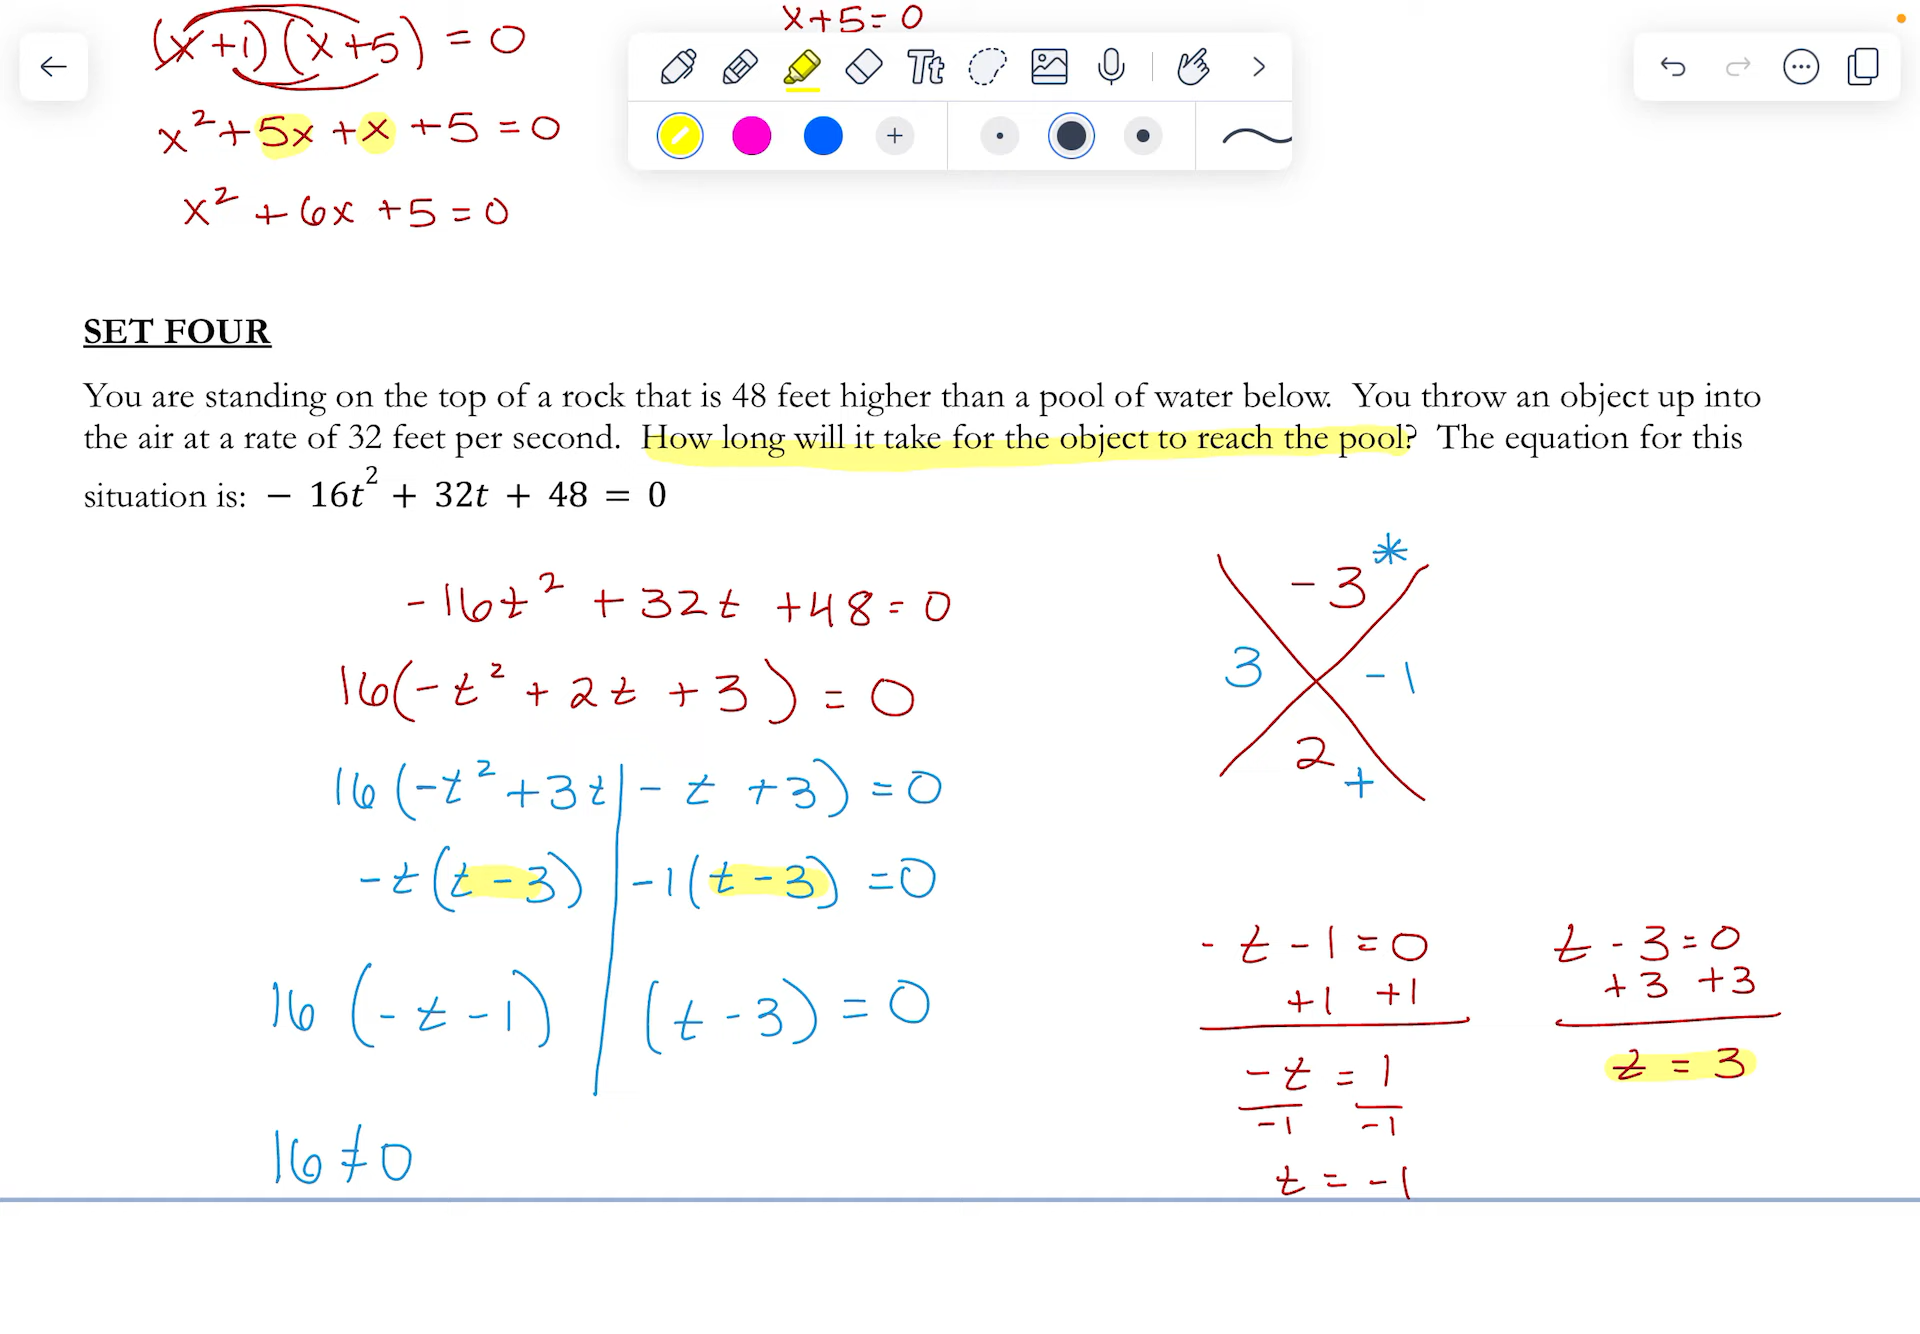 (x+1)(x+5) = 0
x+5=0
Tt
x² + 5x + x + 5 = 0
x² + 6x + 5 = 0
SET FOUR
You are standing on the top of a rock that is 48 feet higher than a pool of water below. You throw an object up into
the air at a rate of 32 feet per second. How long will it take for the object to reach the pool? The equation for this
situation is: − 16t² + 32t + 48 = 0
-16t² + 32t + 48 = 0
16(-t² + 2t + 3) = 0
16(-t² + 3t | - t + 3) = 0
-t(t-3) | -1(t-3) = 0
16 (-t-1) | (t-3) = 0
16 ≠ 0
-3 *
3 -1
2 +
-t - 1 = 0
+1 +1
-t = 1
-1 -1
t = -1
t - 3 = 0
+3 +3
t = 3